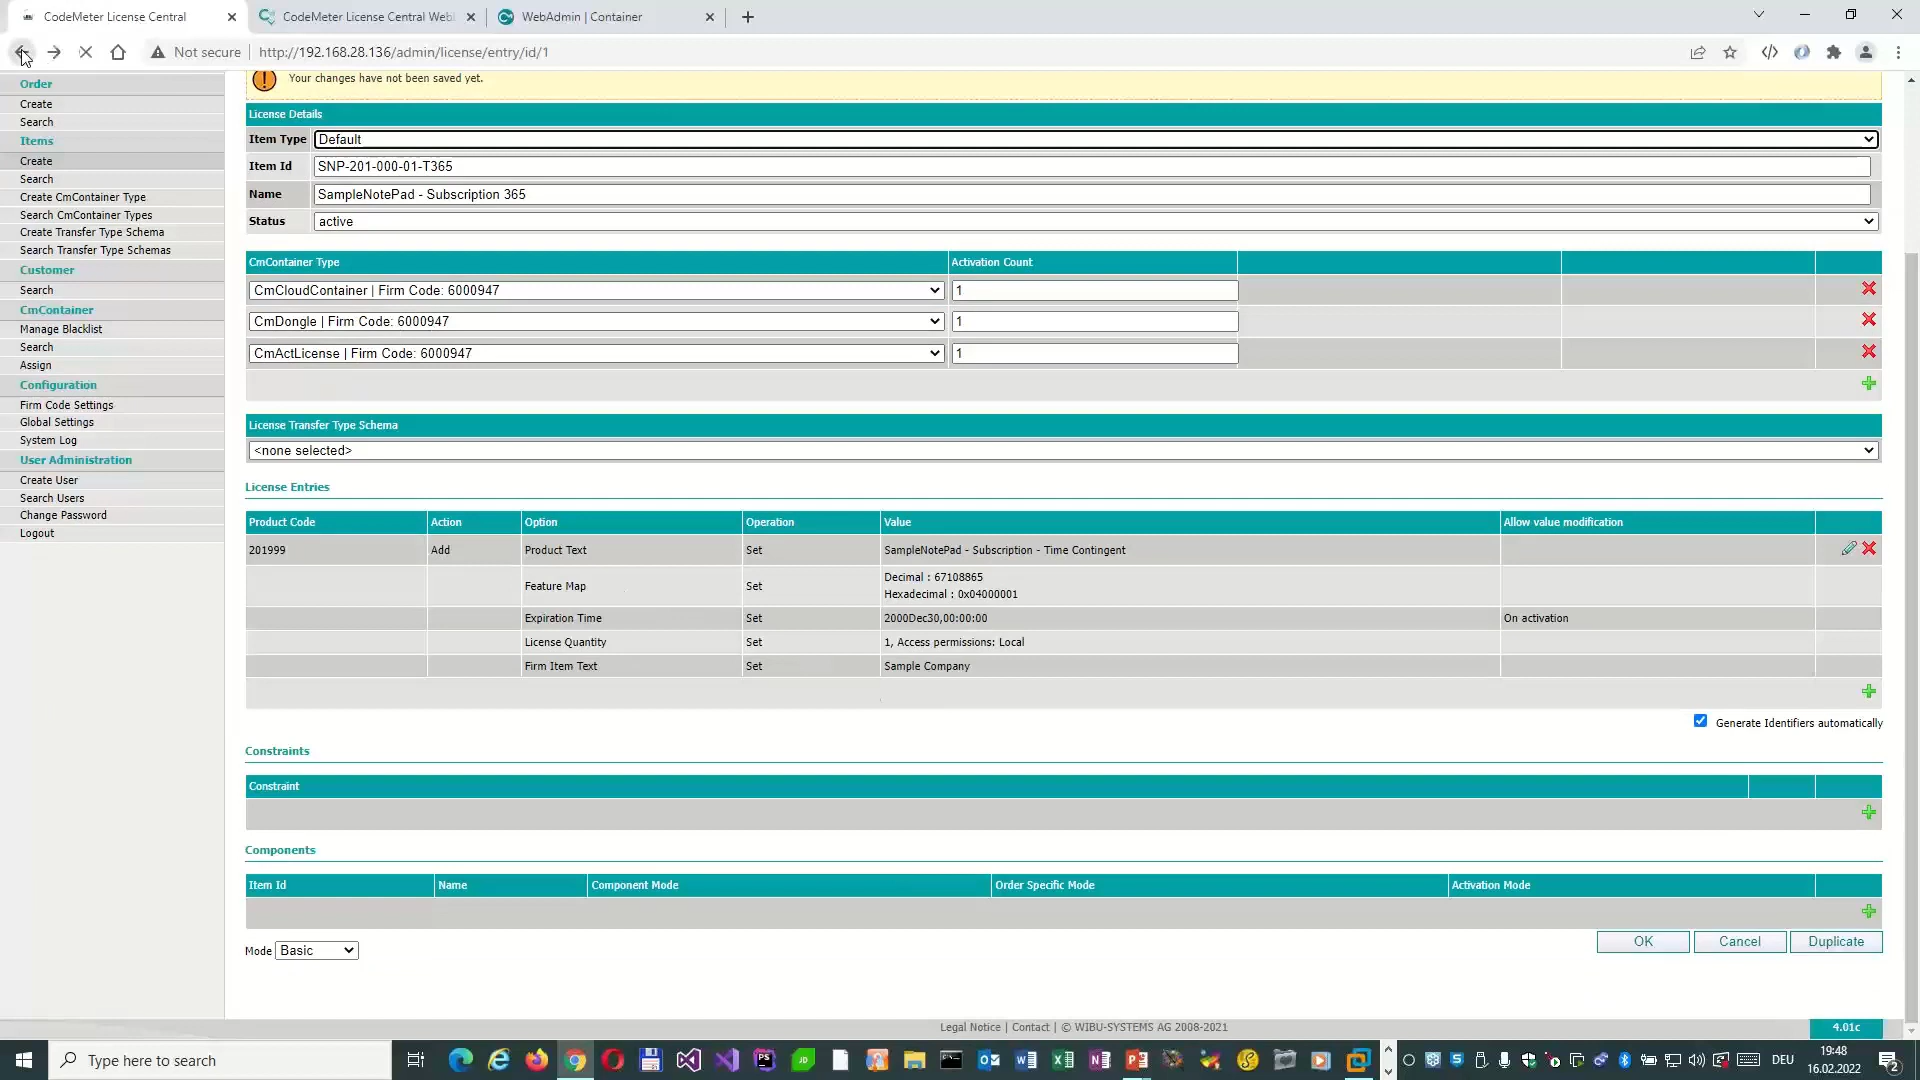 CodeMeter License Central
CodeMeter License Central Web
WebAdmin | Container
Not secure
http://192.168.28.136/admin/license/entry/id/1
Order
Create
Search
Items
Create
Search
Create CmContainer Type
Search CmContainer Types
Create Transfer Type Schema
Search Transfer Type Schemas
Customer
Search
CmContainer
Manage Blacklist
Search
Assign
Configuration
Firm Code Settings
Global Settings
System Log
User Administration
Create User
Search Users
Change Password
Logout
Your changes have not been saved yet.
License Details
Item Type Default
Item Id SNP-201-000-01-T365
Name SampleNotePad - Subscription 365
Status active
CmContainer Type Activation Count
CmCloudContainer | Firm Code: 6000947 1
CmDongle | Firm Code: 6000947 1
CmActLicense | Firm Code: 6000947 1
License Transfer Type Schema
<none selected>
License Entries
Product Code Action Option Operation Value Allow value modification
201999 Add Product Text Set SampleNotePad - Subscription - Time Contingent
Feature Map Set Decimal : 67108865
Hexadecimal : 0x04000001
Expiration Time Set 2000Dec30,00:00:00 On activation
License Quantity Set 1, Access permissions: Local
Firm Item Text Set Sample Company
Generate Identifiers automatically
Constraints
Constraint
Components
Item Id Name Component Mode Order Specific Mode Activation Mode
Mode Basic
OK Cancel Duplicate
Legal Notice | Contact | © WIBU-SYSTEMS AG 2008-2021
4.01c
Type here to search
DEU
19:48
16.02.2022
2